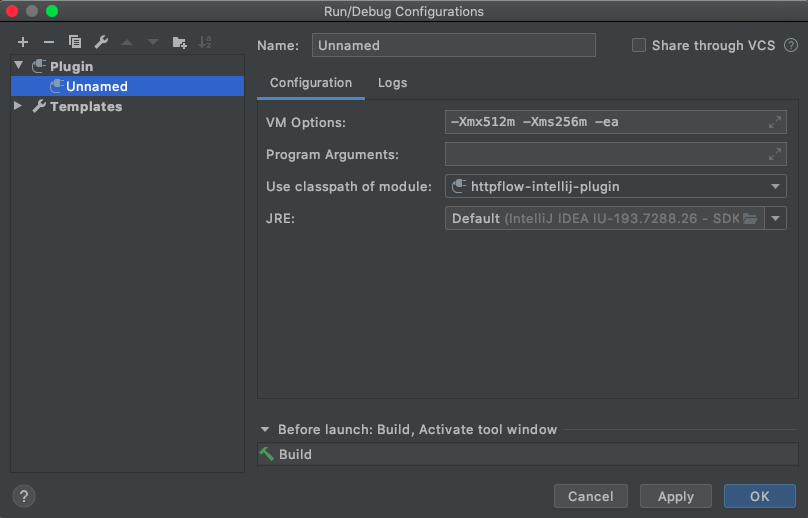 Run/Debug Configurations
Name: Unnamed Share through VCS ?
Plugin
Unnamed
Templates
Configuration Logs
VM Options: –Xmx512m –Xms256m –ea
Program Arguments:
Use classpath of module: httpflow-intellij-plugin
JRE: Default (IntelliJ IDEA IU-193.7288.26 - SDK
Before launch: Build, Activate tool window
Build
? Cancel Apply OK